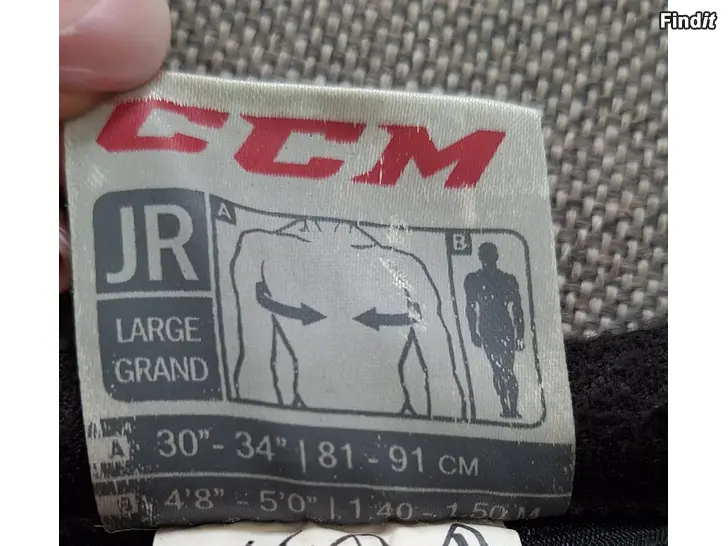 Findit
CCM
JR
LARGE
GRAND
A
B
A 30"- 34" | 81 - 91 CM
B 4'8" - 5'0" | 1.40 - 1.50 M